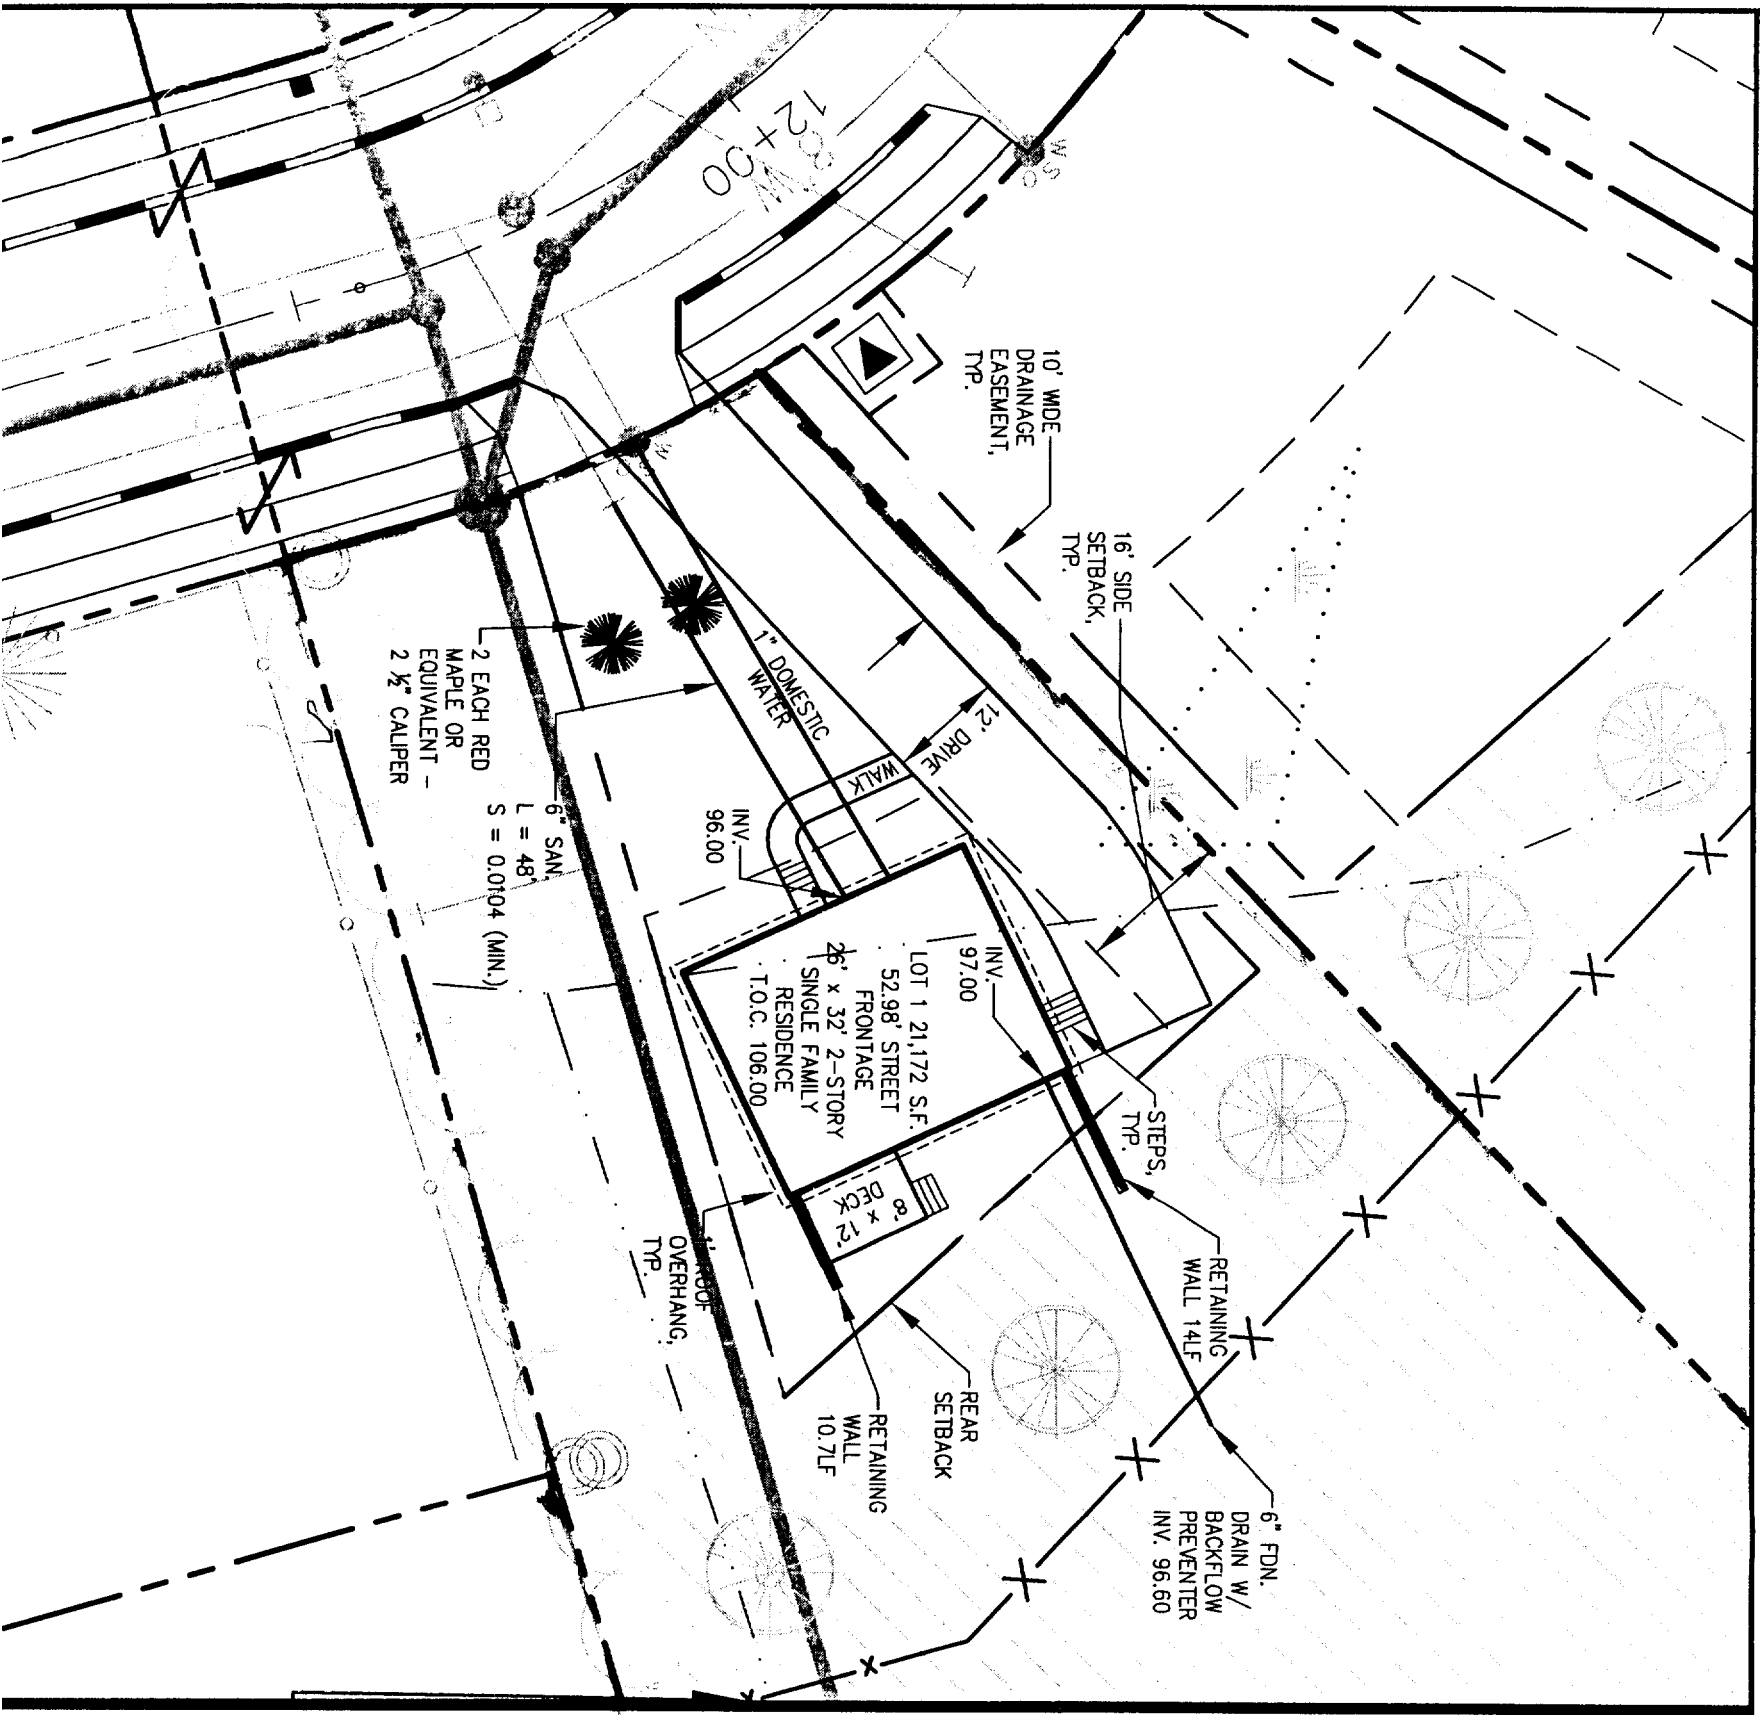 12+00
8" W
W
S
O
10' WIDE
DRAINAGE
EASEMENT,
TYP.
16' SIDE
SETBACK,
TYP.
W
S
1" DOMESTIC
WATER
12' DRIVE
WALK
2 EACH RED
MAPLE OR
EQUIVALENT -
2 ½" CALIPER
6" SAN.
L = 48'
S = 0.0104 (MIN.)
INV.
96.00
INV.
97.00
LOT 1 21,172 S.F.
52.98' STREET
FRONTAGE
26' x 32' 2-STORY
SINGLE FAMILY
RESIDENCE
T.O.C. 106.00
STEPS,
TYP.
8' x 12'
DECK
1' ROOF
OVERHANG,
TYP.
RETAINING
WALL 14LF
REAR
SETBACK
RETAINING
WALL
10.7LF
6" FDN.
DRAIN W/
BACKFLOW
PREVENTER
INV. 96.60